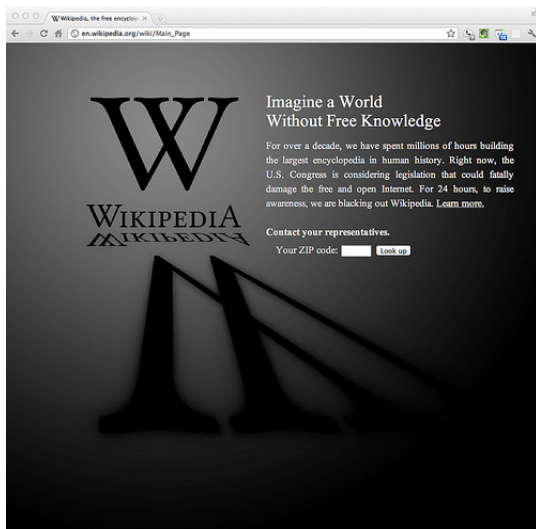 Wikipedia, the free encyclop
en.wikipedia.org/wiki/Main_Page
W
WIKIPEDIA
WIKIPEDIA
Imagine a World
Without Free Knowledge
For over a decade, we have spent millions of hours building
the largest encyclopedia in human history. Right now, the
U.S. Congress is considering legislation that could fatally
damage the free and open Internet. For 24 hours, to raise
awareness, we are blacking out Wikipedia. Learn more.
Contact your representatives.
Your ZIP code: Look up